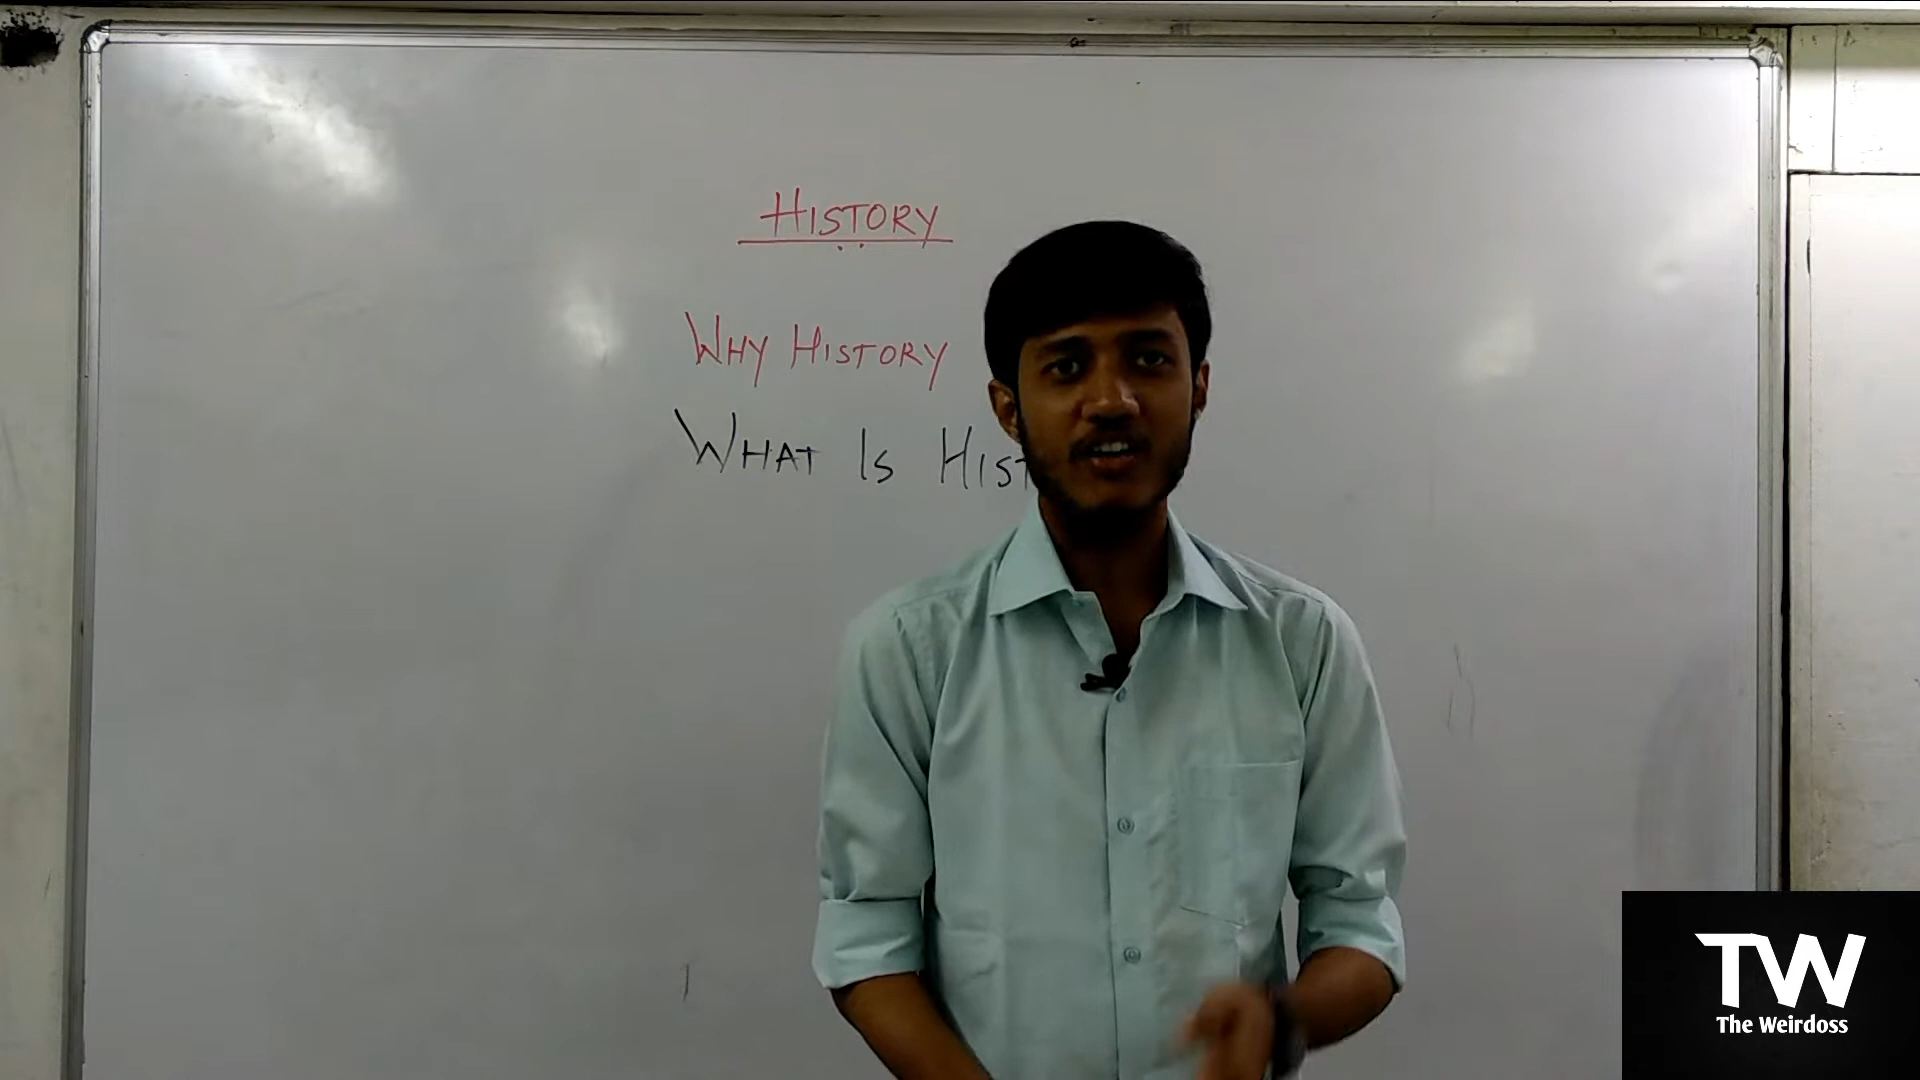 HISTORY
WHY HISTORY
WHAT IS HIST
TW
The Weirdoss